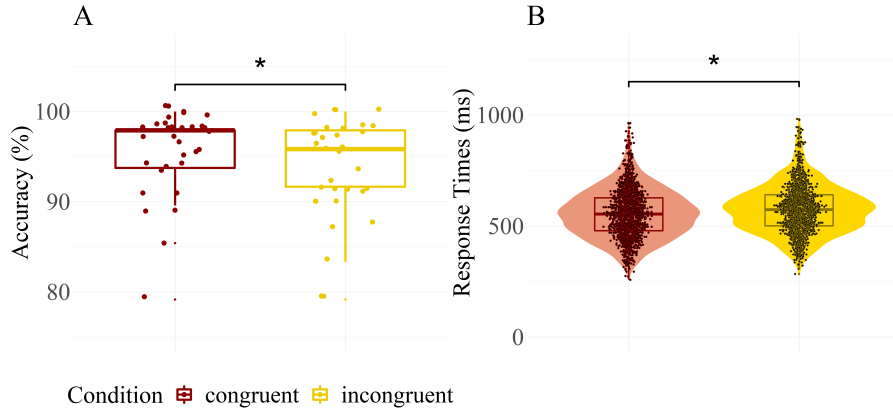 A
B
*
*
Accuracy (%)
100
90
80
Response Times (ms)
1000
500
0
Condition congruent incongruent